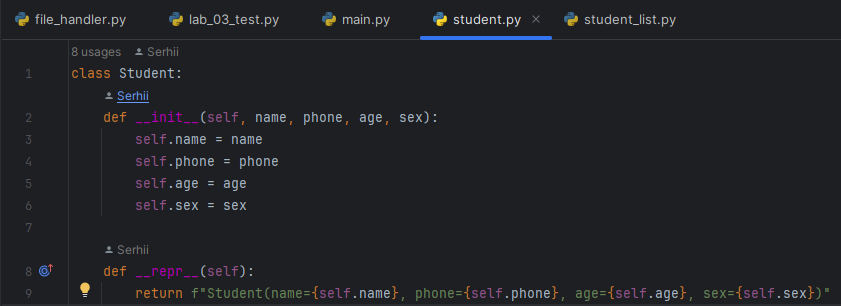 file_handler.py lab_03_test.py main.py student.py student_list.py
8 usages Serhii
1 class Student:
Serhii
2 def __init__(self, name, phone, age, sex):
3 self.name = name
4 self.phone = phone
5 self.age = age
6 self.sex = sex
7
Serhii
8 def __repr__(self):
9 return f"Student(name={self.name}, phone={self.phone}, age={self.age}, sex={self.sex})"